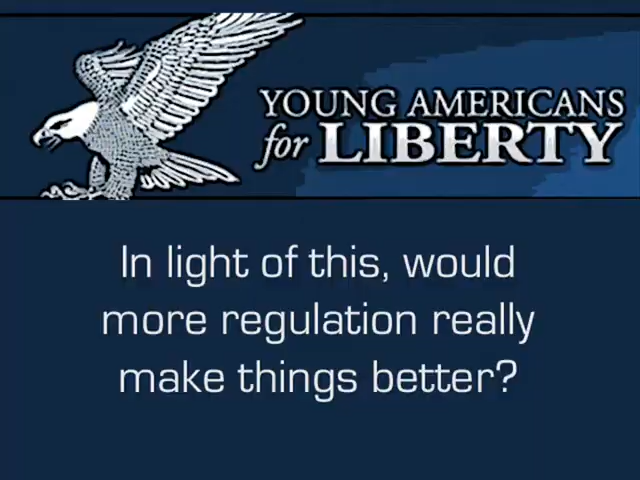 YOUNG AMERICANS
for LIBERTY
In light of this, would
more regulation really
make things better?